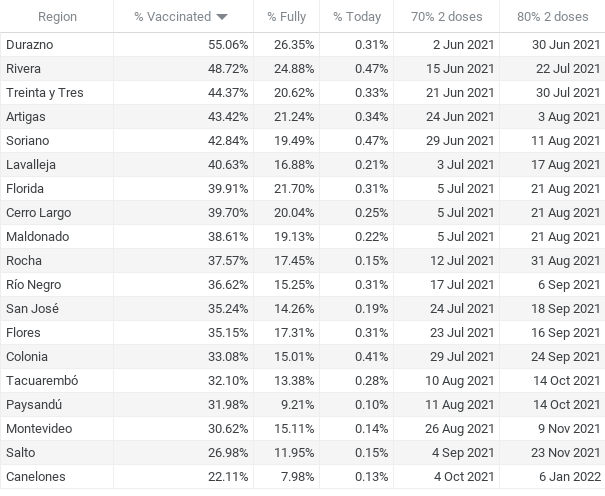 Region % Vaccinated % Fully % Today 70% 2 doses 80% 2 doses
Durazno 55.06% 26.35% 0.31% 2 Jun 2021 30 Jun 2021
Rivera 48.72% 24.88% 0.47% 15 Jun 2021 22 Jul 2021
Treinta y Tres 44.37% 20.62% 0.33% 21 Jun 2021 30 Jul 2021
Artigas 43.42% 21.24% 0.34% 24 Jun 2021 3 Aug 2021
Soriano 42.84% 19.49% 0.47% 29 Jun 2021 11 Aug 2021
Lavalleja 40.63% 16.88% 0.21% 3 Jul 2021 17 Aug 2021
Florida 39.91% 21.70% 0.31% 5 Jul 2021 21 Aug 2021
Cerro Largo 39.70% 20.04% 0.25% 5 Jul 2021 21 Aug 2021
Maldonado 38.61% 19.13% 0.22% 5 Jul 2021 21 Aug 2021
Rocha 37.57% 17.45% 0.15% 12 Jul 2021 31 Aug 2021
Río Negro 36.62% 15.25% 0.31% 17 Jul 2021 6 Sep 2021
San José 35.24% 14.26% 0.19% 24 Jul 2021 18 Sep 2021
Flores 35.15% 17.31% 0.31% 23 Jul 2021 16 Sep 2021
Colonia 33.08% 15.01% 0.41% 29 Jul 2021 24 Sep 2021
Tacuarembó 32.10% 13.38% 0.28% 10 Aug 2021 14 Oct 2021
Paysandú 31.98% 9.21% 0.10% 11 Aug 2021 14 Oct 2021
Montevideo 30.62% 15.11% 0.14% 26 Aug 2021 9 Nov 2021
Salto 26.98% 11.95% 0.15% 4 Sep 2021 23 Nov 2021
Canelones 22.11% 7.98% 0.13% 4 Oct 2021 6 Jan 2022